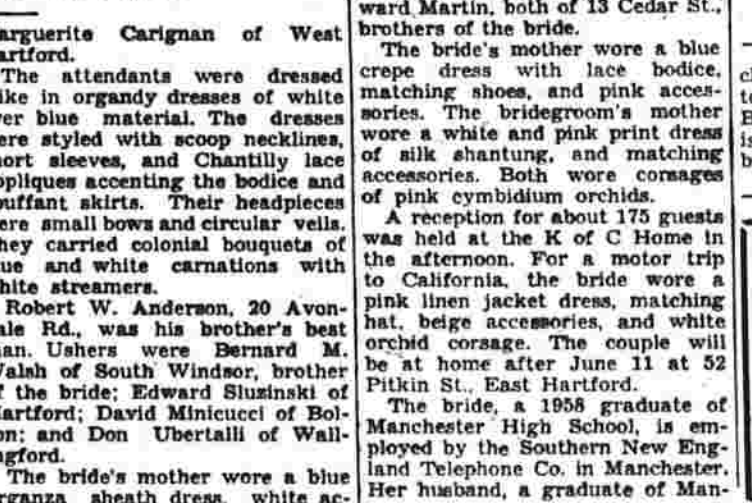 arguerite Carignan of West
artford.
The attendants were dressed
ike in organdy dresses of white
er blue material. The dresses
ere styled with scoop necklines,
ort sleeves, and Chantilly lace
ppliques accenting the bodice and
ouffant skirts. Their headpieces
ere small bows and circular veils.
hey carried colonial bouquets of
ue and white carnations with
hite streamers.
Robert W. Anderson, 20 Avon-
ale Rd., was his brother's best
an. Ushers were Bernard M.
Walsh of South Windsor, brother
f the bride; Edward Sluzinski of
artford; David Minicucci of Bol-
on; and Don Ubertalli of Wall-
ngford.
The bride's mother wore a blue
rganza sheath dress, white ac-
ward Martin, both of 13 Cedar St.,
brothers of the bride.
The bride's mother wore a blue
crepe dress with lace bodice,
matching shoes, and pink acces-
sories. The bridegroom's mother
wore a white and pink print dress
of silk shantung, and matching
accessories. Both wore corsages
of pink cymbidium orchids.
A reception for about 175 guests
was held at the K of C Home in
the afternoon. For a motor trip
to California, the bride wore a
pink linen jacket dress, matching
hat, beige accessories, and white
orchid corsage. The couple will
be at home after June 11 at 52
Pitkin St., East Hartford.
The bride, a 1958 graduate of
Manchester High School, is em-
ployed by the Southern New Eng-
land Telephone Co. in Manchester.
Her husband, a graduate of Man-